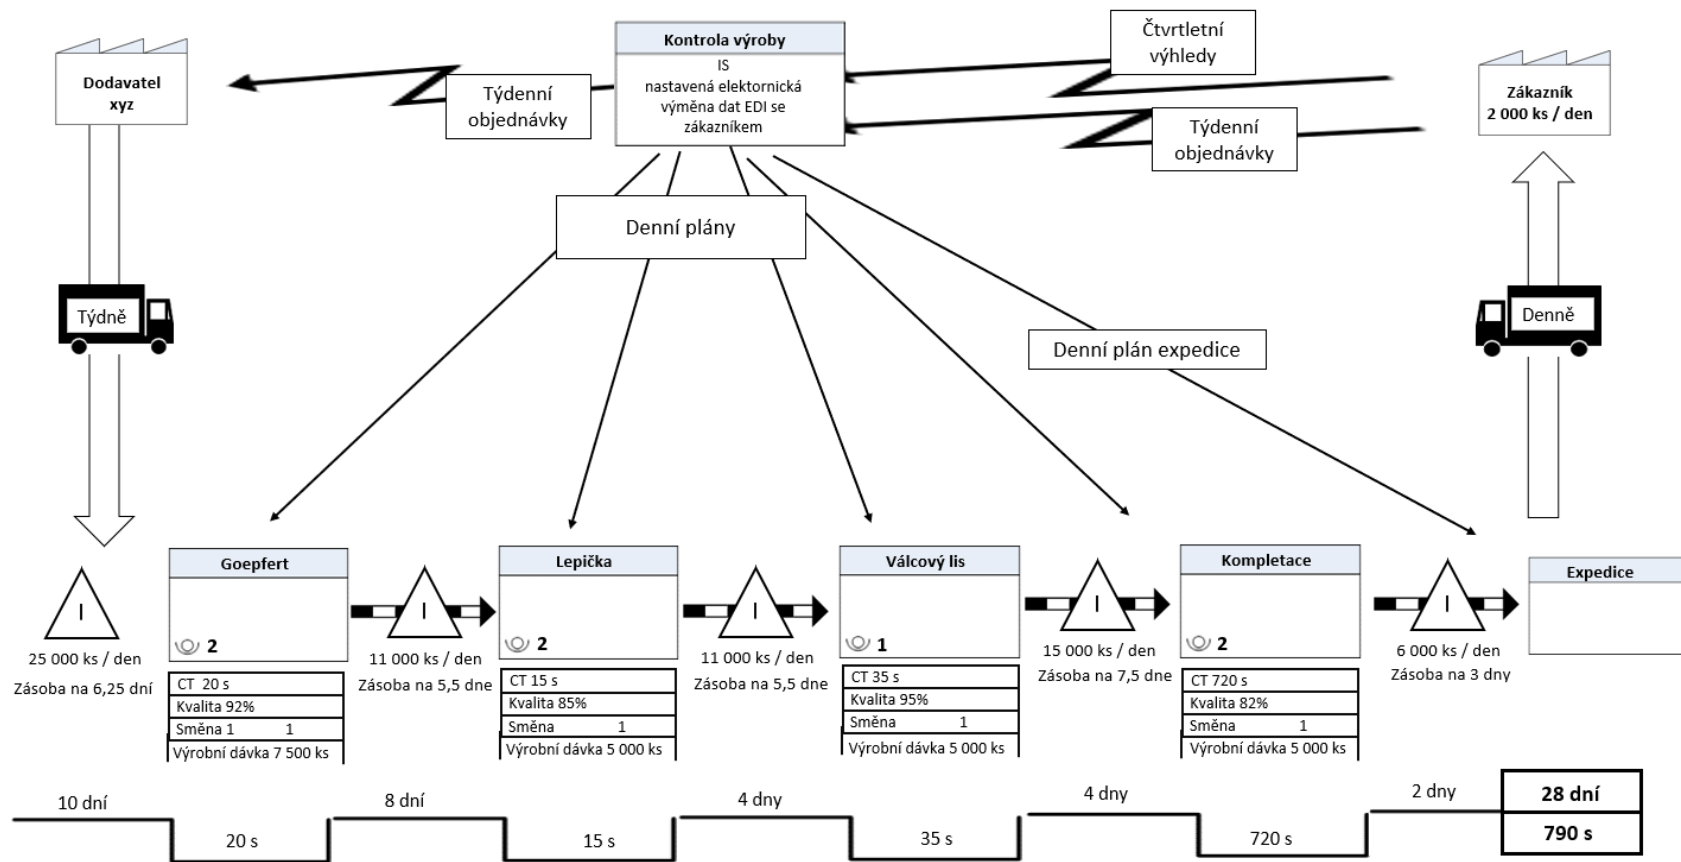 Dodavatel
xyz
Týdenní
objednávky
Kontrola výroby
IS
nastavená elektornická
výměna dat EDI se
zákazníkem
Čtvrtletní
výhledy
Týdenní
objednávky
Zákazník
2 000 ks / den
Denní plány
Týdně
Denní plán expedice
Denně
I
25 000 ks / den
Zásoba na 6,25 dní
Goepfert
2
CT 20 s
Kvalita 92%
Směna 1 1
Výrobní dávka 7 500 ks
I
11 000 ks / den
Zásoba na 5,5 dne
Lepička
2
CT 15 s
Kvalita 85%
Směna 1
Výrobní dávka 5 000 ks
I
11 000 ks / den
Zásoba na 5,5 dne
Válcový lis
1
CT 35 s
Kvalita 95%
Směna 1
Výrobní dávka 5 000 ks
I
15 000 ks / den
Zásoba na 7,5 dne
Kompletace
2
CT 720 s
Kvalita 82%
Směna 1
Výrobní dávka 5 000 ks
I
6 000 ks / den
Zásoba na 3 dny
Expedice
10 dní
20 s
8 dní
15 s
4 dny
35 s
4 dny
720 s
2 dny
28 dní
790 s